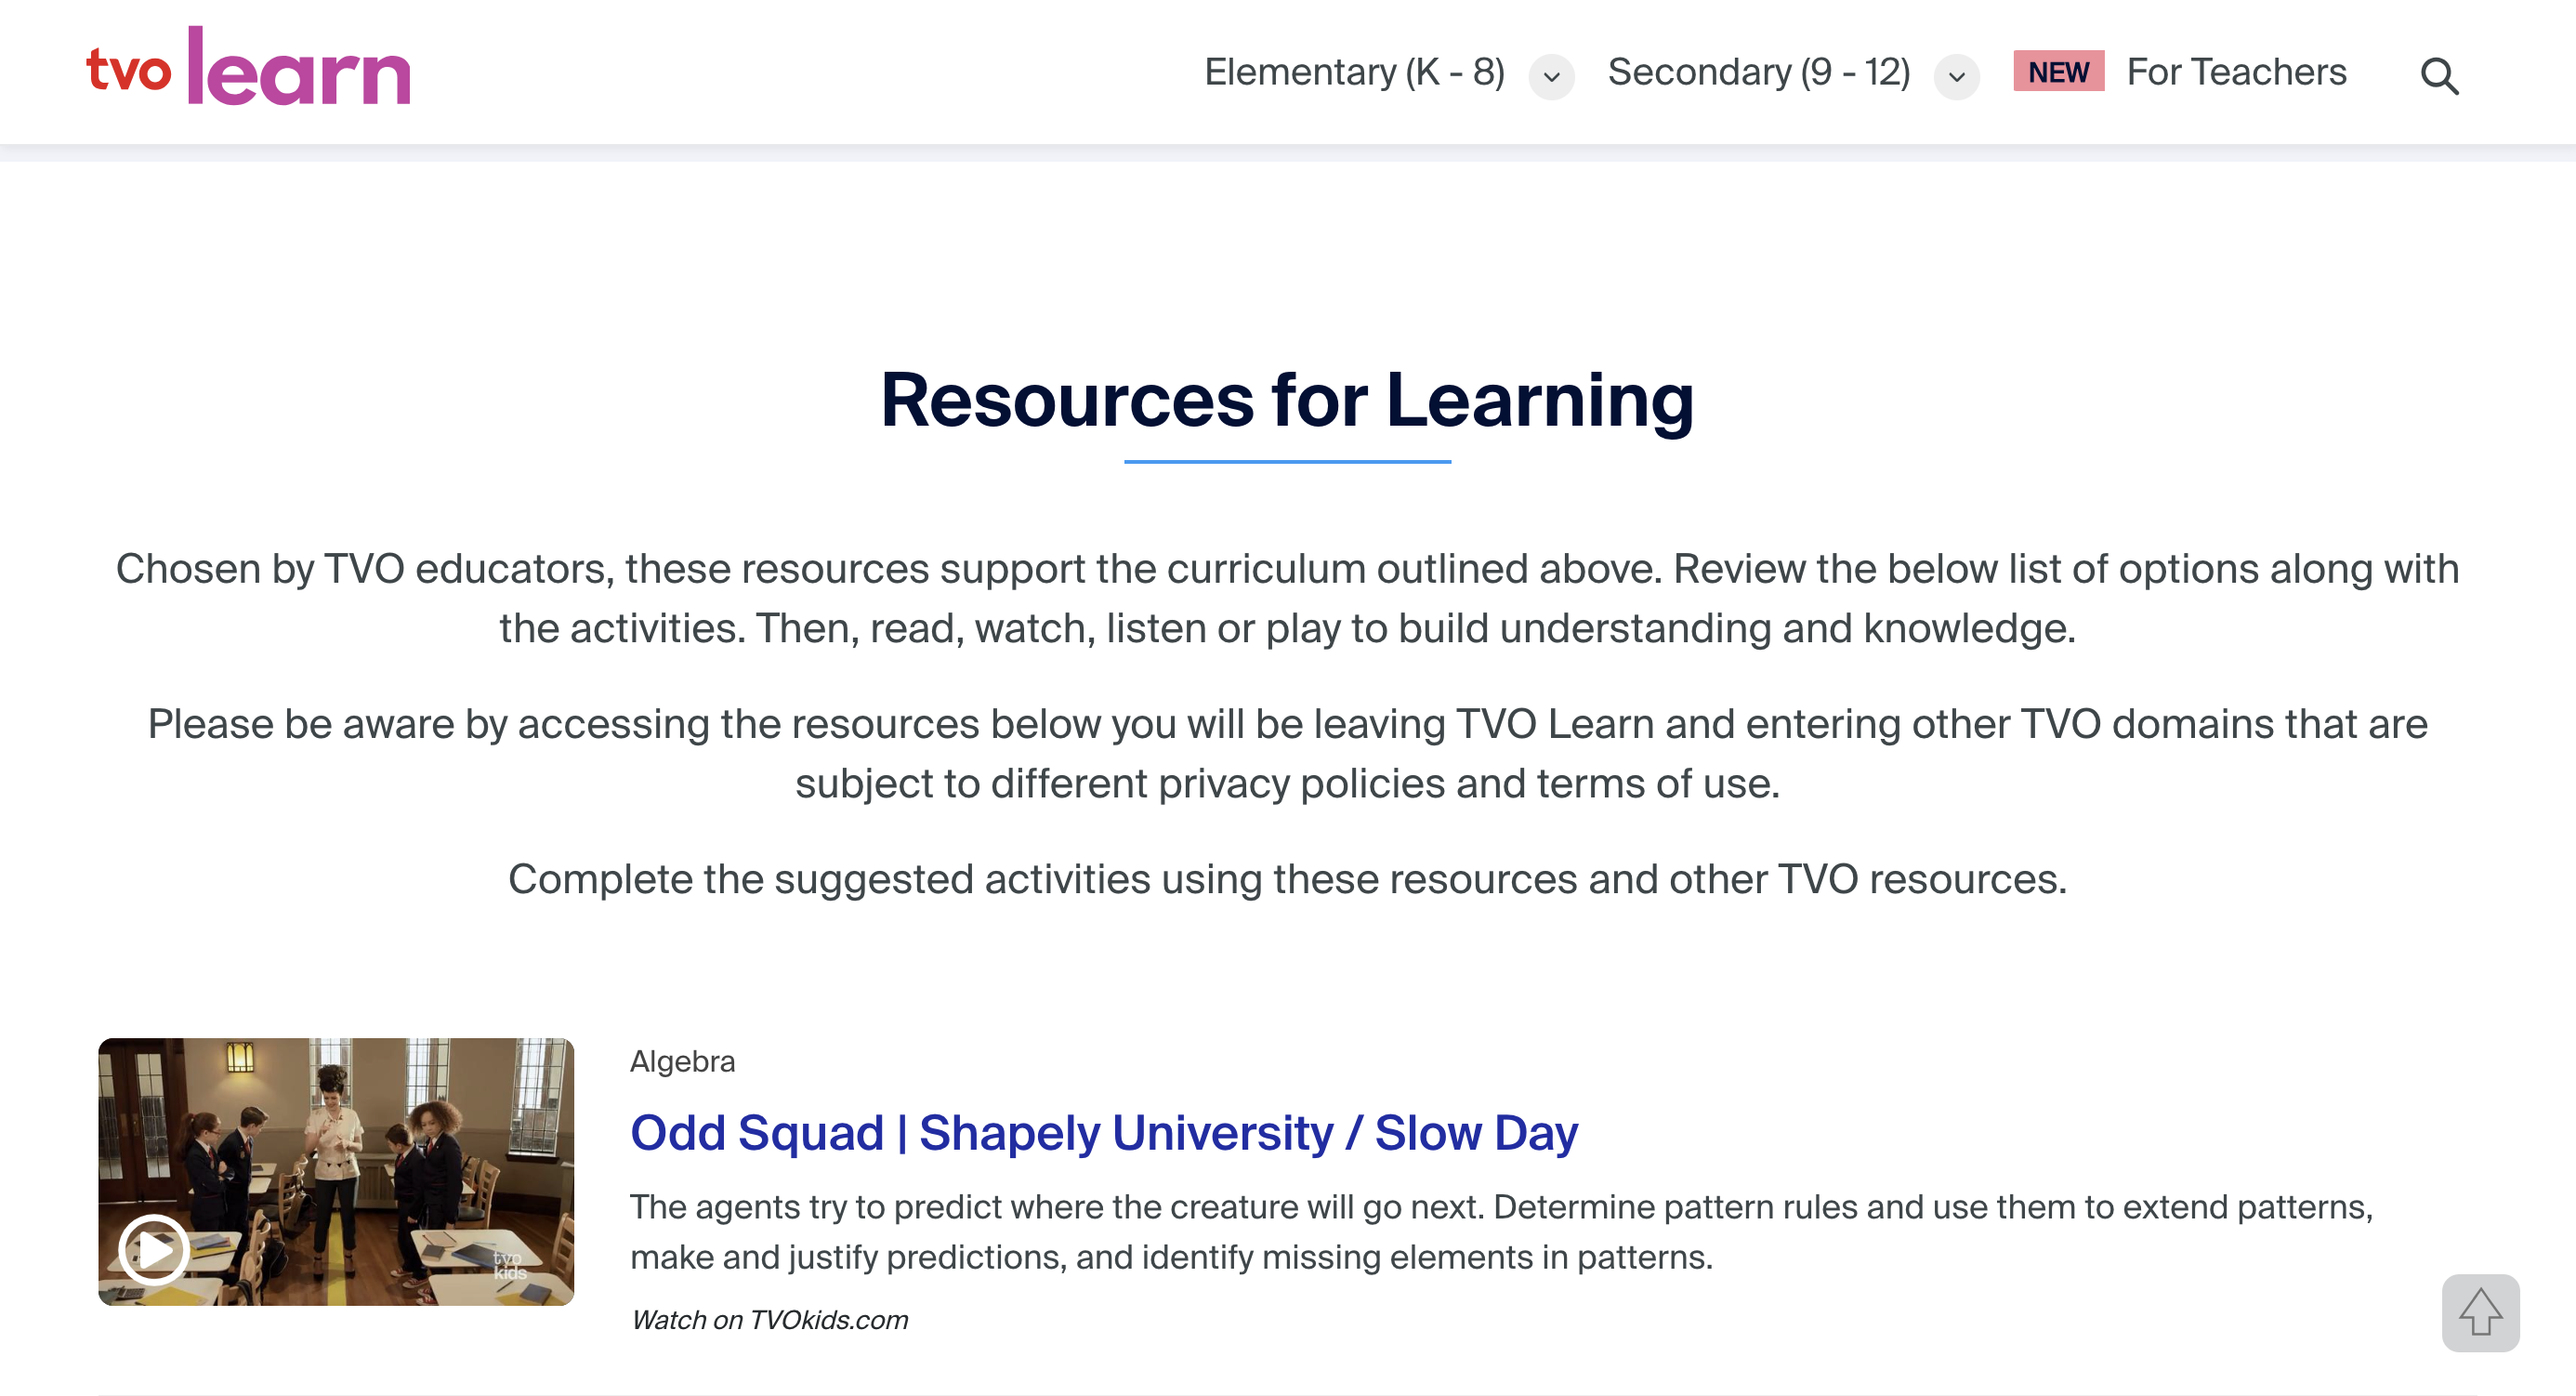 tvo learn
Elementary (K - 8)
Secondary (9 - 12)
NEW
For Teachers
Resources for Learning
Chosen by TVO educators, these resources support the curriculum outlined above. Review the below list of options along with
the activities. Then, read, watch, listen or play to build understanding and knowledge.
Please be aware by accessing the resources below you will be leaving TVO Learn and entering other TVO domains that are
subject to different privacy policies and terms of use.
Complete the suggested activities using these resources and other TVO resources.
tvo
kids
Algebra
Odd Squad | Shapely University / Slow Day
The agents try to predict where the creature will go next. Determine pattern rules and use them to extend patterns,
make and justify predictions, and identify missing elements in patterns.
Watch on TVOkids.com